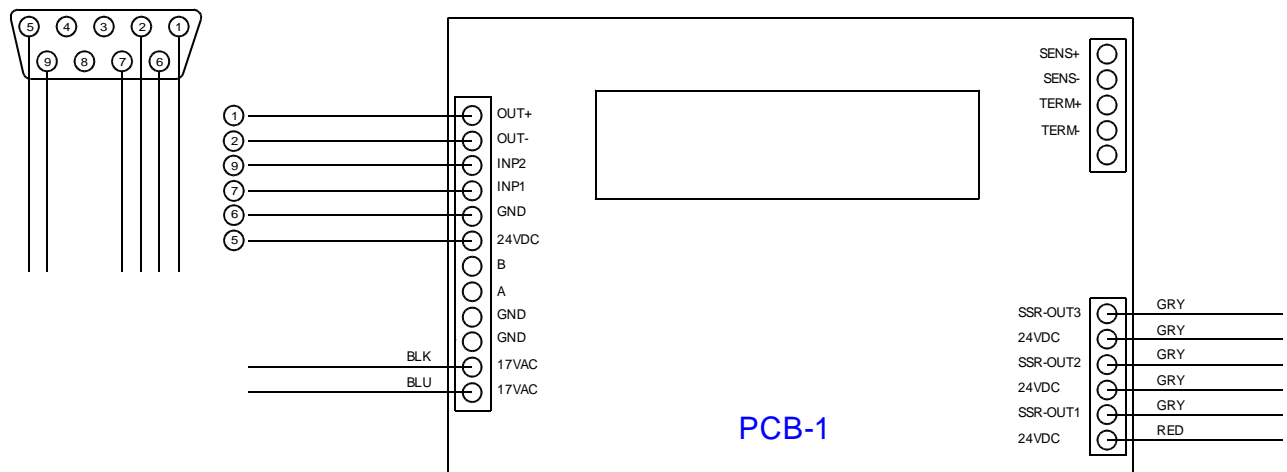 5 4 3 2 1
9 8 7 6
SENS+
SENS-
TERM+
TERM-
1 OUT+
2 OUT-
9 INP2
7 INP1
6 GND
5 24VDC
B
A
GND
GND
BLK 17VAC
BLU 17VAC
SSR-OUT3 GRY
24VDC GRY
SSR-OUT2 GRY
24VDC GRY
SSR-OUT1 GRY
24VDC RED
PCB-1